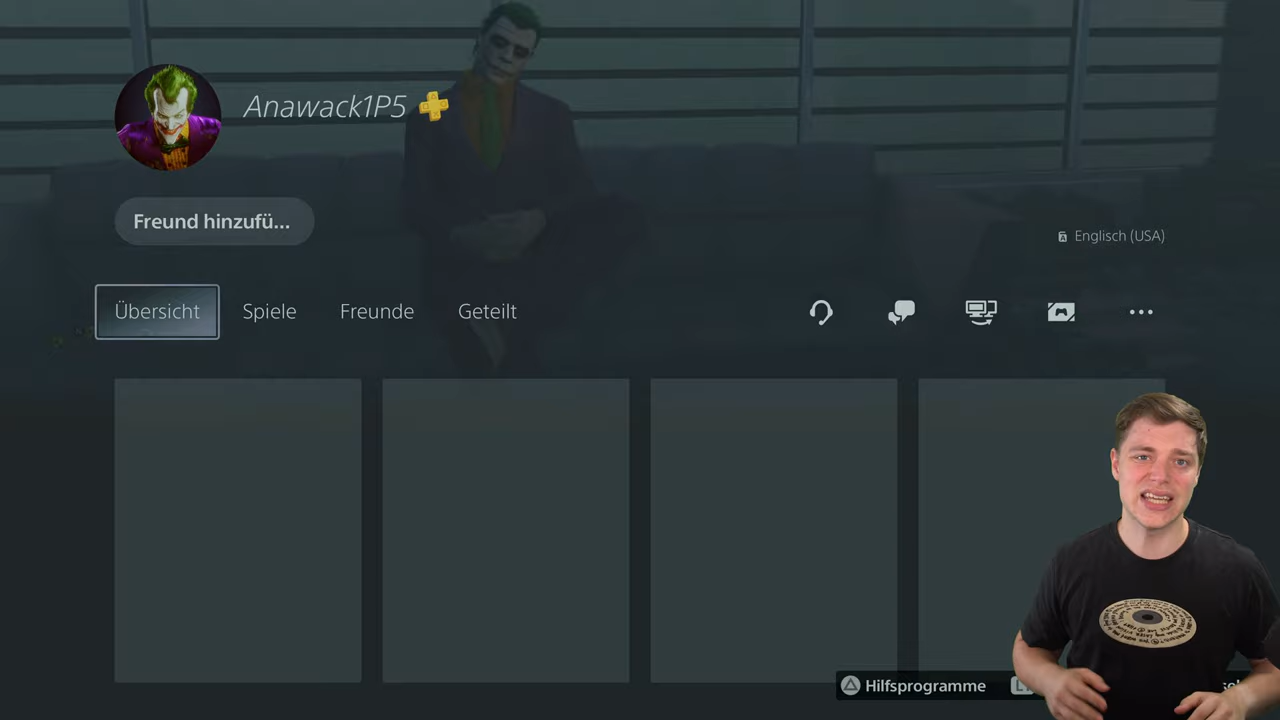 Anawack1P5
Freund hinzufü...
Englisch (USA)
Übersicht
Spiele
Freunde
Geteilt
Hilfsprogramme